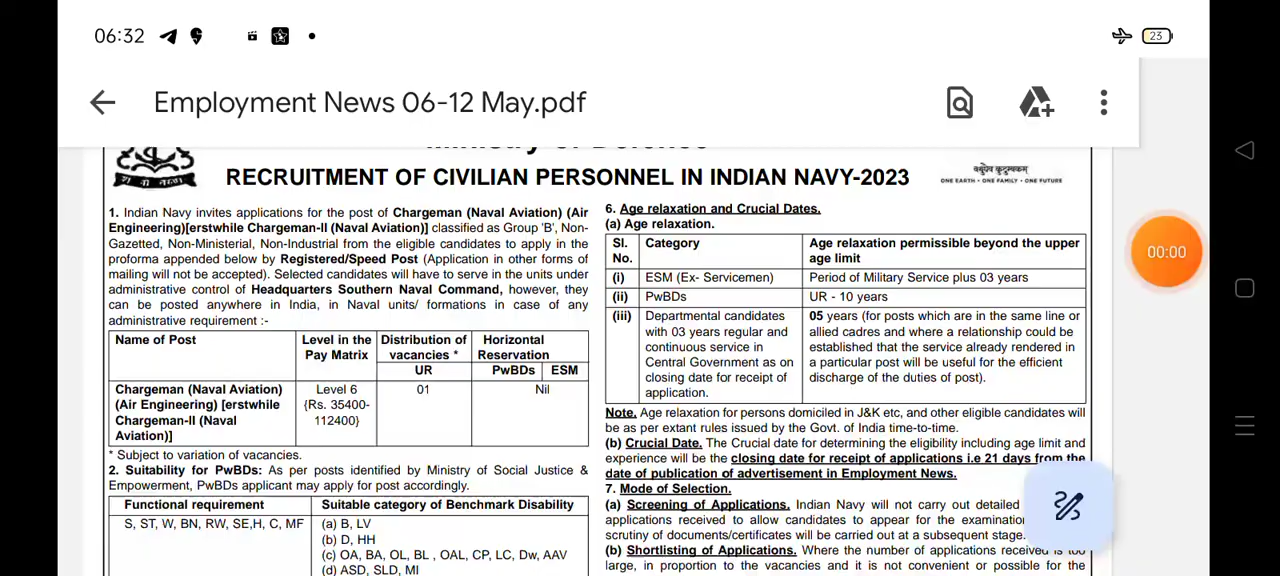 06:32
23
Employment News 06-12 May.pdf
RECRUITMENT OF CIVILIAN PERSONNEL IN INDIAN NAVY-2023
वसुधैव कुटुम्बकम्
ONE EARTH • ONE FAMILY • ONE FUTURE
00:00
1. Indian Navy invites applications for the post of Chargeman (Naval Aviation) (Air
Engineering)[erstwhile Chargeman-II (Naval Aviation)] classified as Group 'B', Non-
Gazetted, Non-Ministerial, Non-Industrial from the eligible candidates to apply in the
proforma appended below by Registered/Speed Post (Application in other forms of
mailing will not be accepted). Selected candidates will have to serve in the units under
administrative control of Headquarters Southern Naval Command, however, they
can be posted anywhere in India, in Naval units/ formations in case of any
administrative requirement :-
Name of Post
Level in the
Pay Matrix
Distribution of
vacancies *
Horizontal
Reservation
UR
PwBDs
ESM
Chargeman (Naval Aviation)
(Air Engineering) [erstwhile
Chargeman-II (Naval
Aviation)]
Level 6
{Rs. 35400-
112400}
01
Nil
* Subject to variation of vacancies.
2. Suitability for PwBDs: As per posts identified by Ministry of Social Justice &
Empowerment, PwBDs applicant may apply for post accordingly.
Functional requirement
Suitable category of Benchmark Disability
S, ST, W, BN, RW, SE,H, C, MF
(a) B, LV
(b) D, HH
(c) OA, BA, OL, BL , OAL, CP, LC, Dw, AAV
(d) ASD, SLD, MI
6. Age relaxation and Crucial Dates.
(a) Age relaxation.
Sl.
No.
Category
Age relaxation permissible beyond the upper
age limit
(i)
ESM (Ex- Servicemen)
Period of Military Service plus 03 years
(ii)
PwBDs
UR - 10 years
(iii)
Departmental candidates
with 03 years regular and
continuous service in
Central Government as on
closing date for receipt of
application.
05 years (for posts which are in the same line or
allied cadres and where a relationship could be
established that the service already rendered in
a particular post will be useful for the efficient
discharge of the duties of post).
Note. Age relaxation for persons domiciled in J&K etc, and other eligible candidates will
be as per extant rules issued by the Govt. of India time-to-time.
(b) Crucial Date. The Crucial date for determining the eligibility including age limit and
experience will be the closing date for receipt of applications i.e 21 days from the
date of publication of advertisement in Employment News.
7. Mode of Selection.
(a) Screening of Applications. Indian Navy will not carry out detailed
applications received to allow candidates to appear for the examination
scrutiny of documents/certificates will be carried out at a subsequent stage.
(b) Shortlisting of Applications. Where the number of applications received is too
large, in proportion to the vacancies and it is not convenient or possible for the